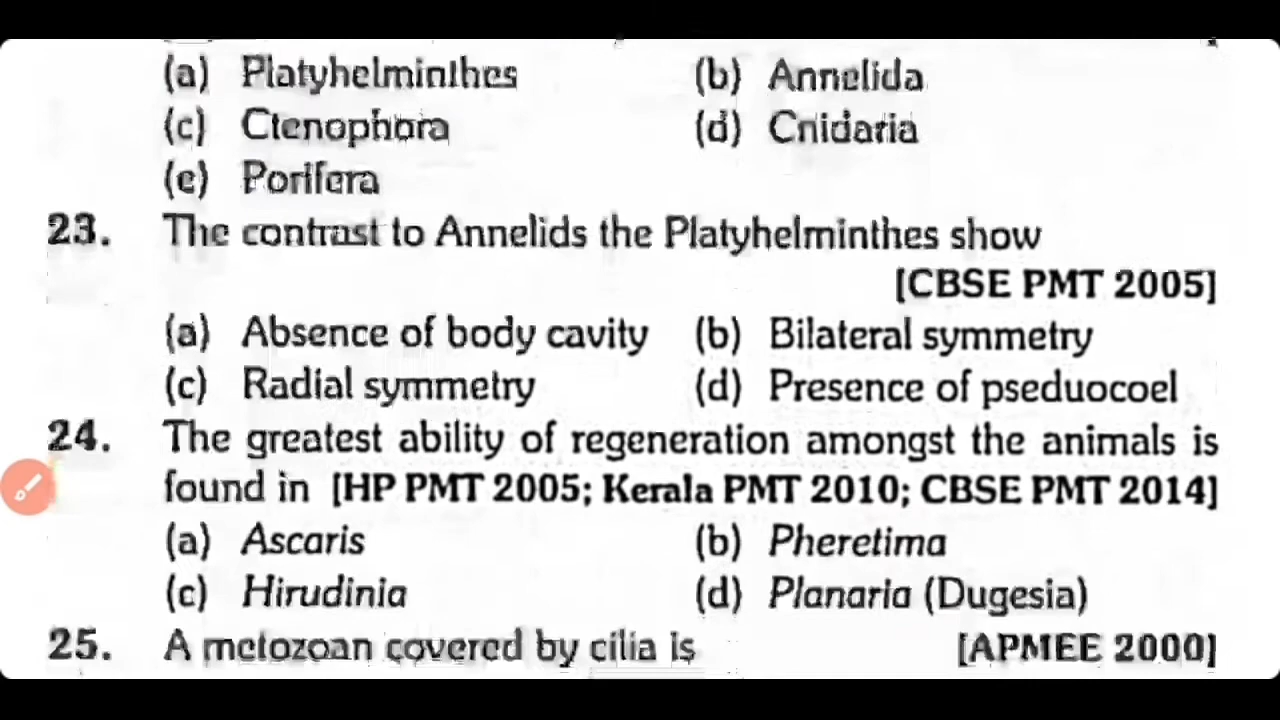 (a) Platyhelminthes (b) Annelida
(c) Ctenophora (d) Cnidaria
(e) Porifera
23. The contrast to Annelids the Platyhelminthes show
[CBSE PMT 2005]
(a) Absence of body cavity (b) Bilateral symmetry
(c) Radial symmetry (d) Presence of pseduocoel
24. The greatest ability of regeneration amongst the animals is
found in [HP PMT 2005; Kerala PMT 2010; CBSE PMT 2014]
(a) Ascaris (b) Pheretima
(c) Hirudinia (d) Planaria (Dugesia)
25. A metozoan covered by cilia is [APMEE 2000]